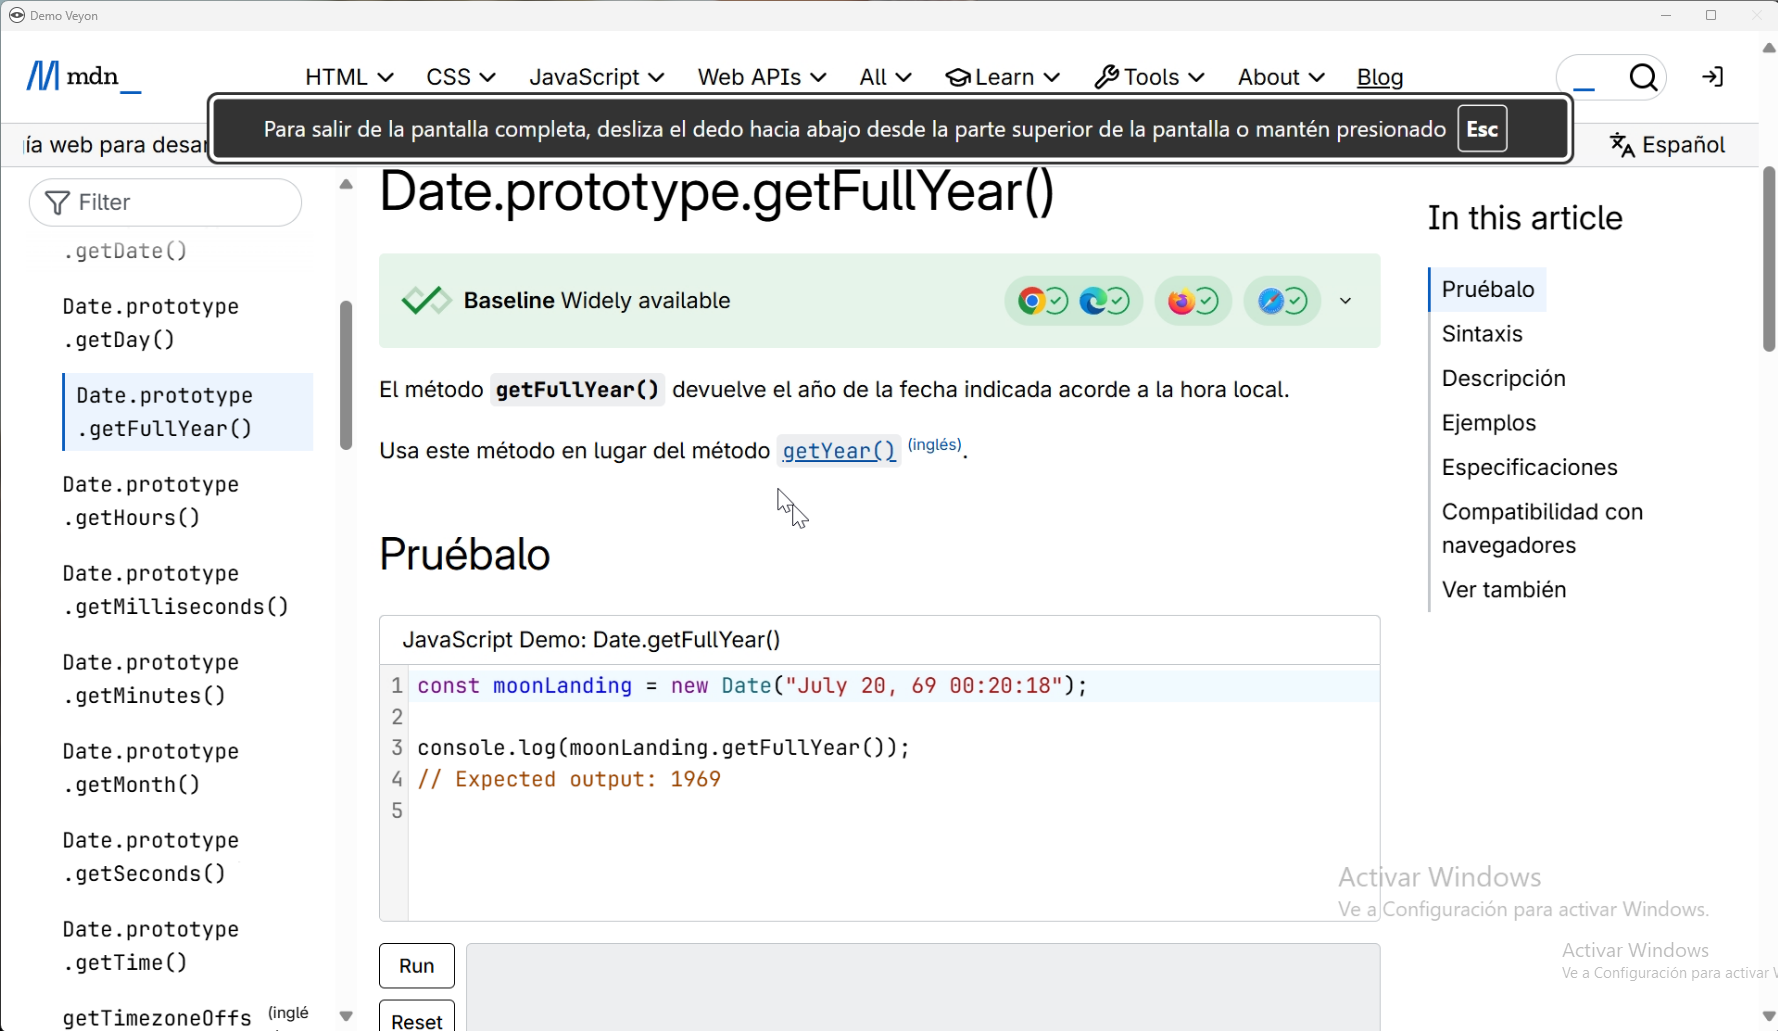 Demo Veyon
mdn_
HTML CSS JavaScript Web APIs All Learn Tools About Blog
ía web para desar
Para salir de la pantalla completa, desliza el dedo hacia abajo desde la parte superior de la pantalla o mantén presionado Esc
Español
Filter
.getDate()
Date.prototype
.getDay()
Date.prototype
.getFullYear()
Date.prototype
.getHours()
Date.prototype
.getMilliseconds()
Date.prototype
.getMinutes()
Date.prototype
.getMonth()
Date.prototype
.getSeconds()
Date.prototype
.getTime()
getTimezoneOffs (inglé
Date.prototype.getFullYear()
Baseline Widely available
El método getFullYear() devuelve el año de la fecha indicada acorde a la hora local.
Usa este método en lugar del método getYear() (inglés).
Pruébalo
JavaScript Demo: Date.getFullYear()
1 const moonLanding = new Date("July 20, 69 00:20:18");
2
3 console.log(moonLanding.getFullYear());
4 // Expected output: 1969
5
Run
Reset
In this article
Pruébalo
Sintaxis
Descripción
Ejemplos
Especificaciones
Compatibilidad con
navegadores
Ver también
Activar Windows
Ve a Configuración para activar Windows.
Activar Windows
Ve a Configuración para activar